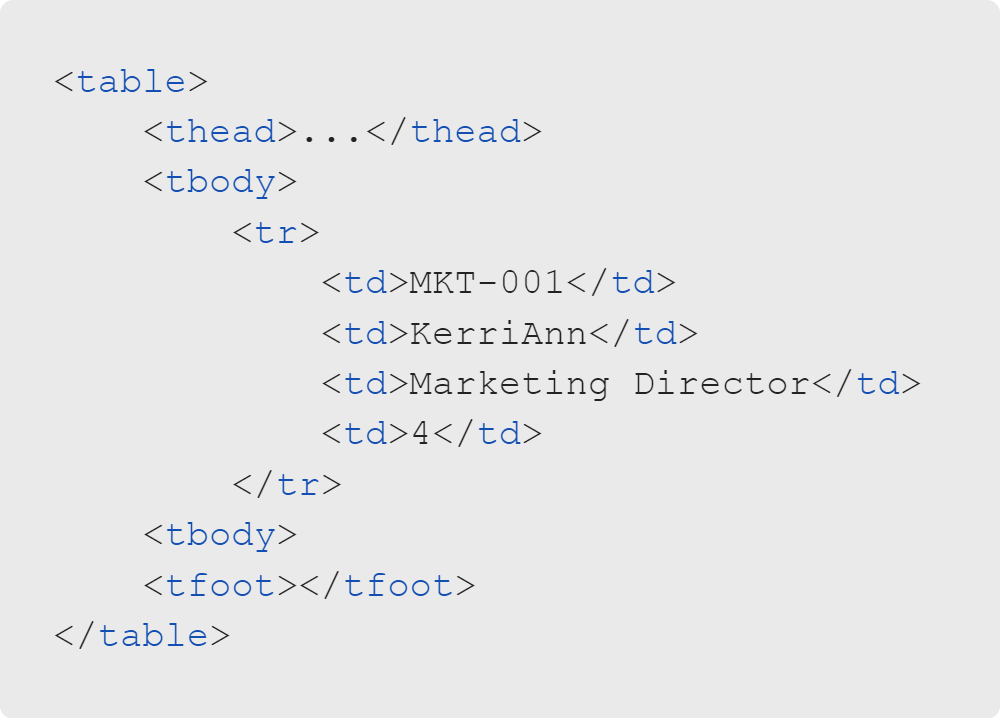 <table>
<thead>...</thead>
<tbody>
<tr>
<td>MKT-001</td>
<td>KerriAnn</td>
<td>Marketing Director</td>
<td>4</td>
</tr>
<tbody>
<tfoot></tfoot>
</table>